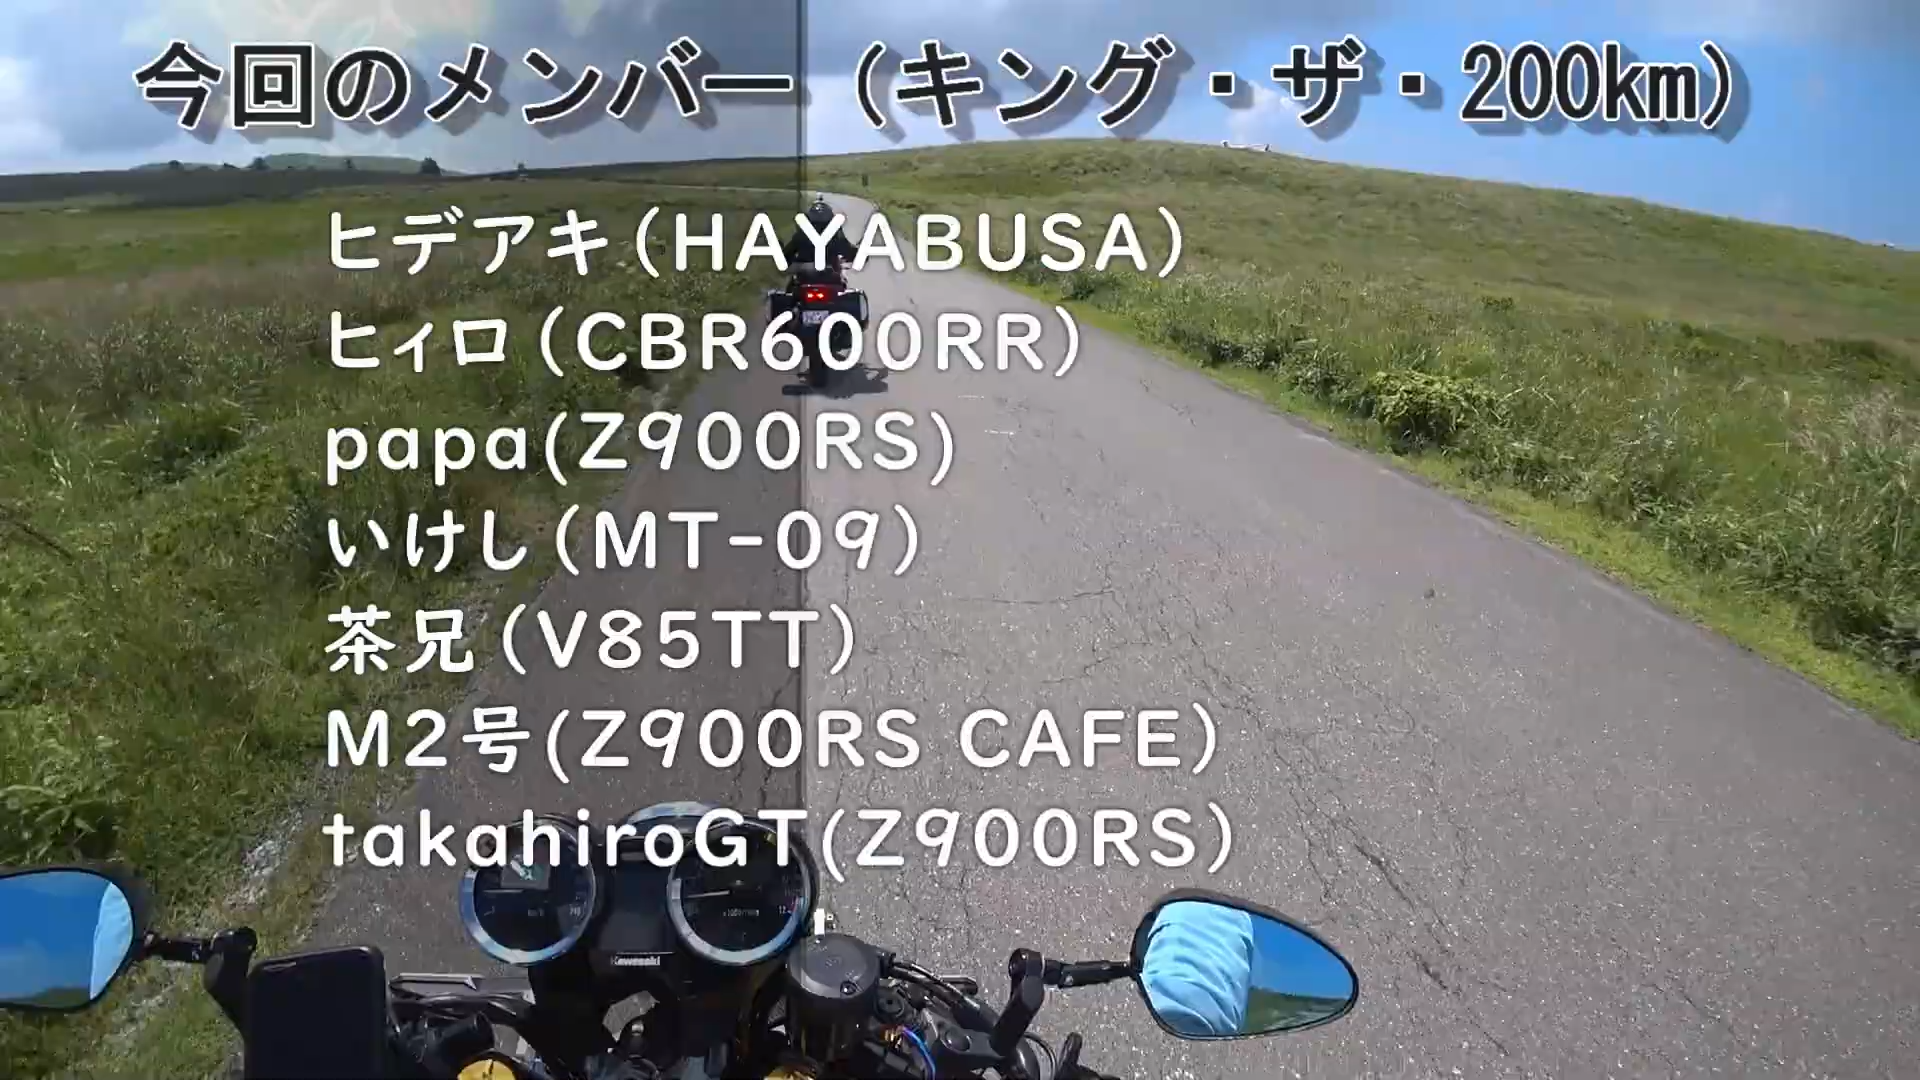 今回のメンバー（キング・ザ・200km）
ヒデアキ（HAYABUSA）
ヒィロ（CBR600RR）
papa(Z900RS)
いけし（MT-09）
茶兄（V85TT）
M2号(Z900RS CAFE）
takahiroGT(Z900RS）
Kawasaki